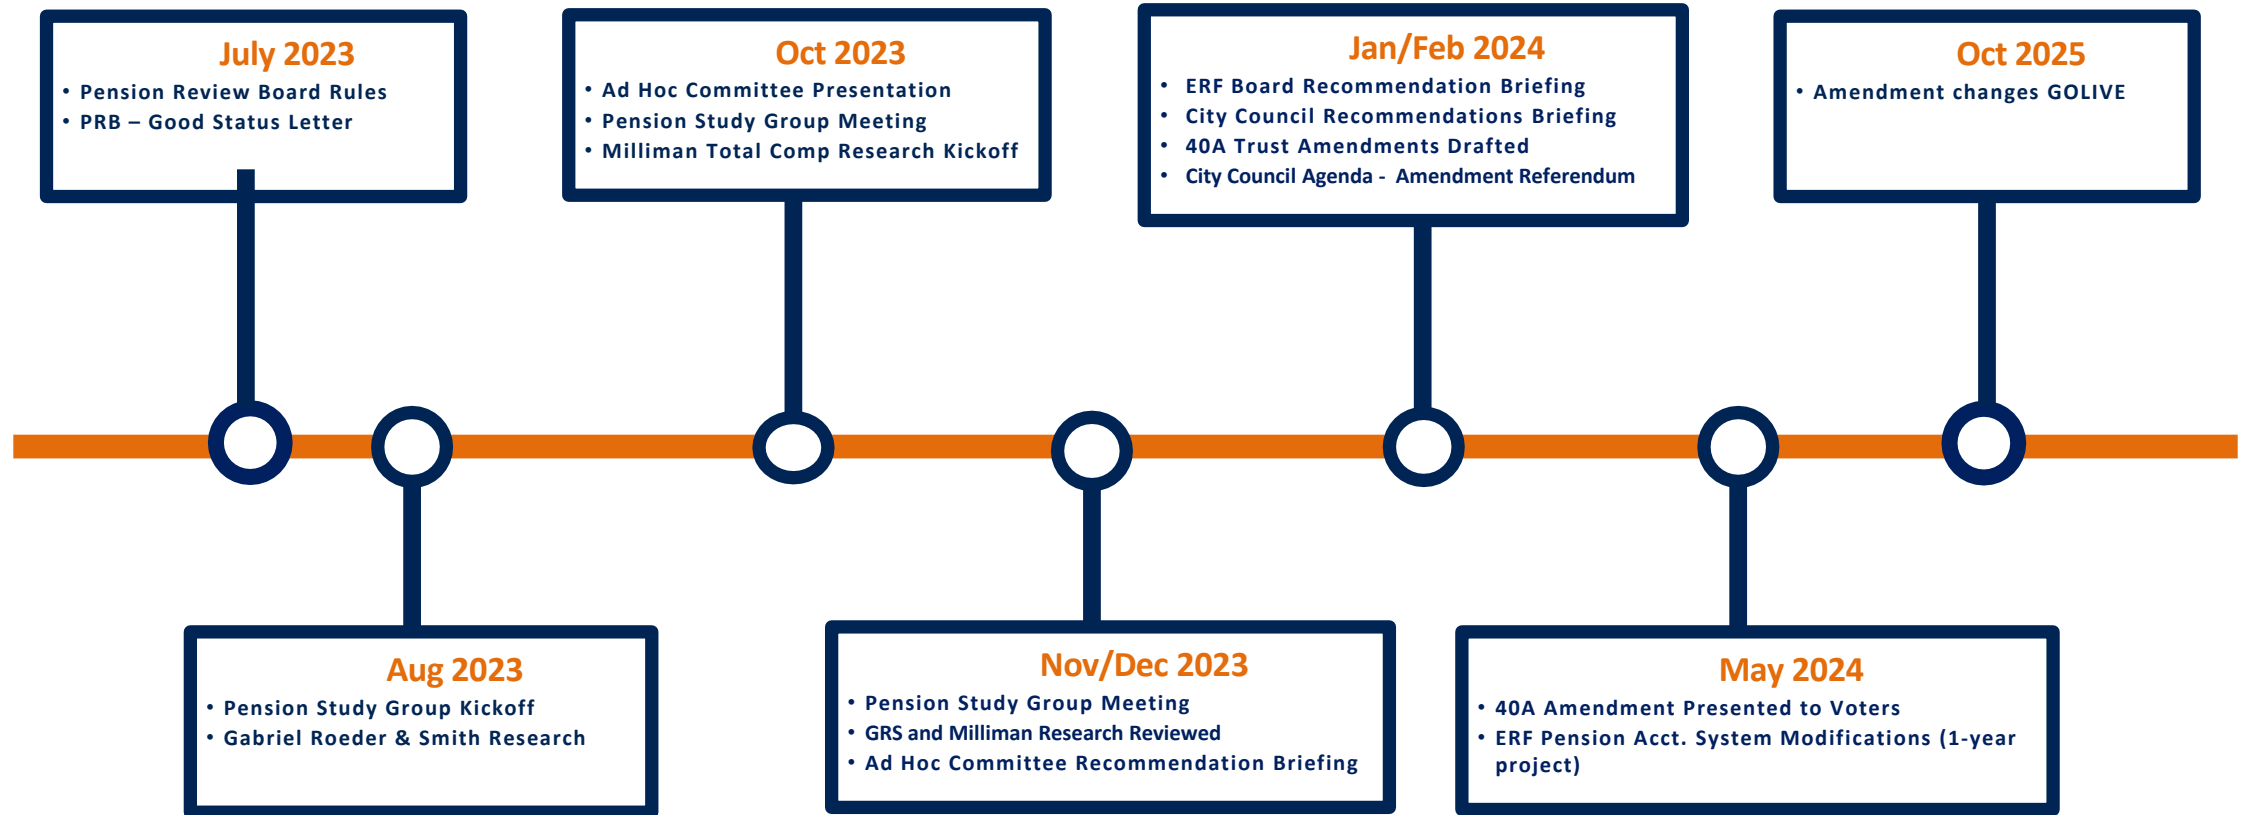 July 2023
• Pension Review Board Rules
• PRB – Good Status Letter
Oct 2023
• Ad Hoc Committee Presentation
• Pension Study Group Meeting
• Milliman Total Comp Research Kickoff
Jan/Feb 2024
• ERF Board Recommendation Briefing
• City Council Recommendations Briefing
• 40A Trust Amendments Drafted
• City Council Agenda - Amendment Referendum
Oct 2025
• Amendment changes GOLIVE
Aug 2023
• Pension Study Group Kickoff
• Gabriel Roeder & Smith Research
Nov/Dec 2023
• Pension Study Group Meeting
• GRS and Milliman Research Reviewed
• Ad Hoc Committee Recommendation Briefing
May 2024
• 40A Amendment Presented to Voters
• ERF Pension Acct. System Modifications (1-year
project)